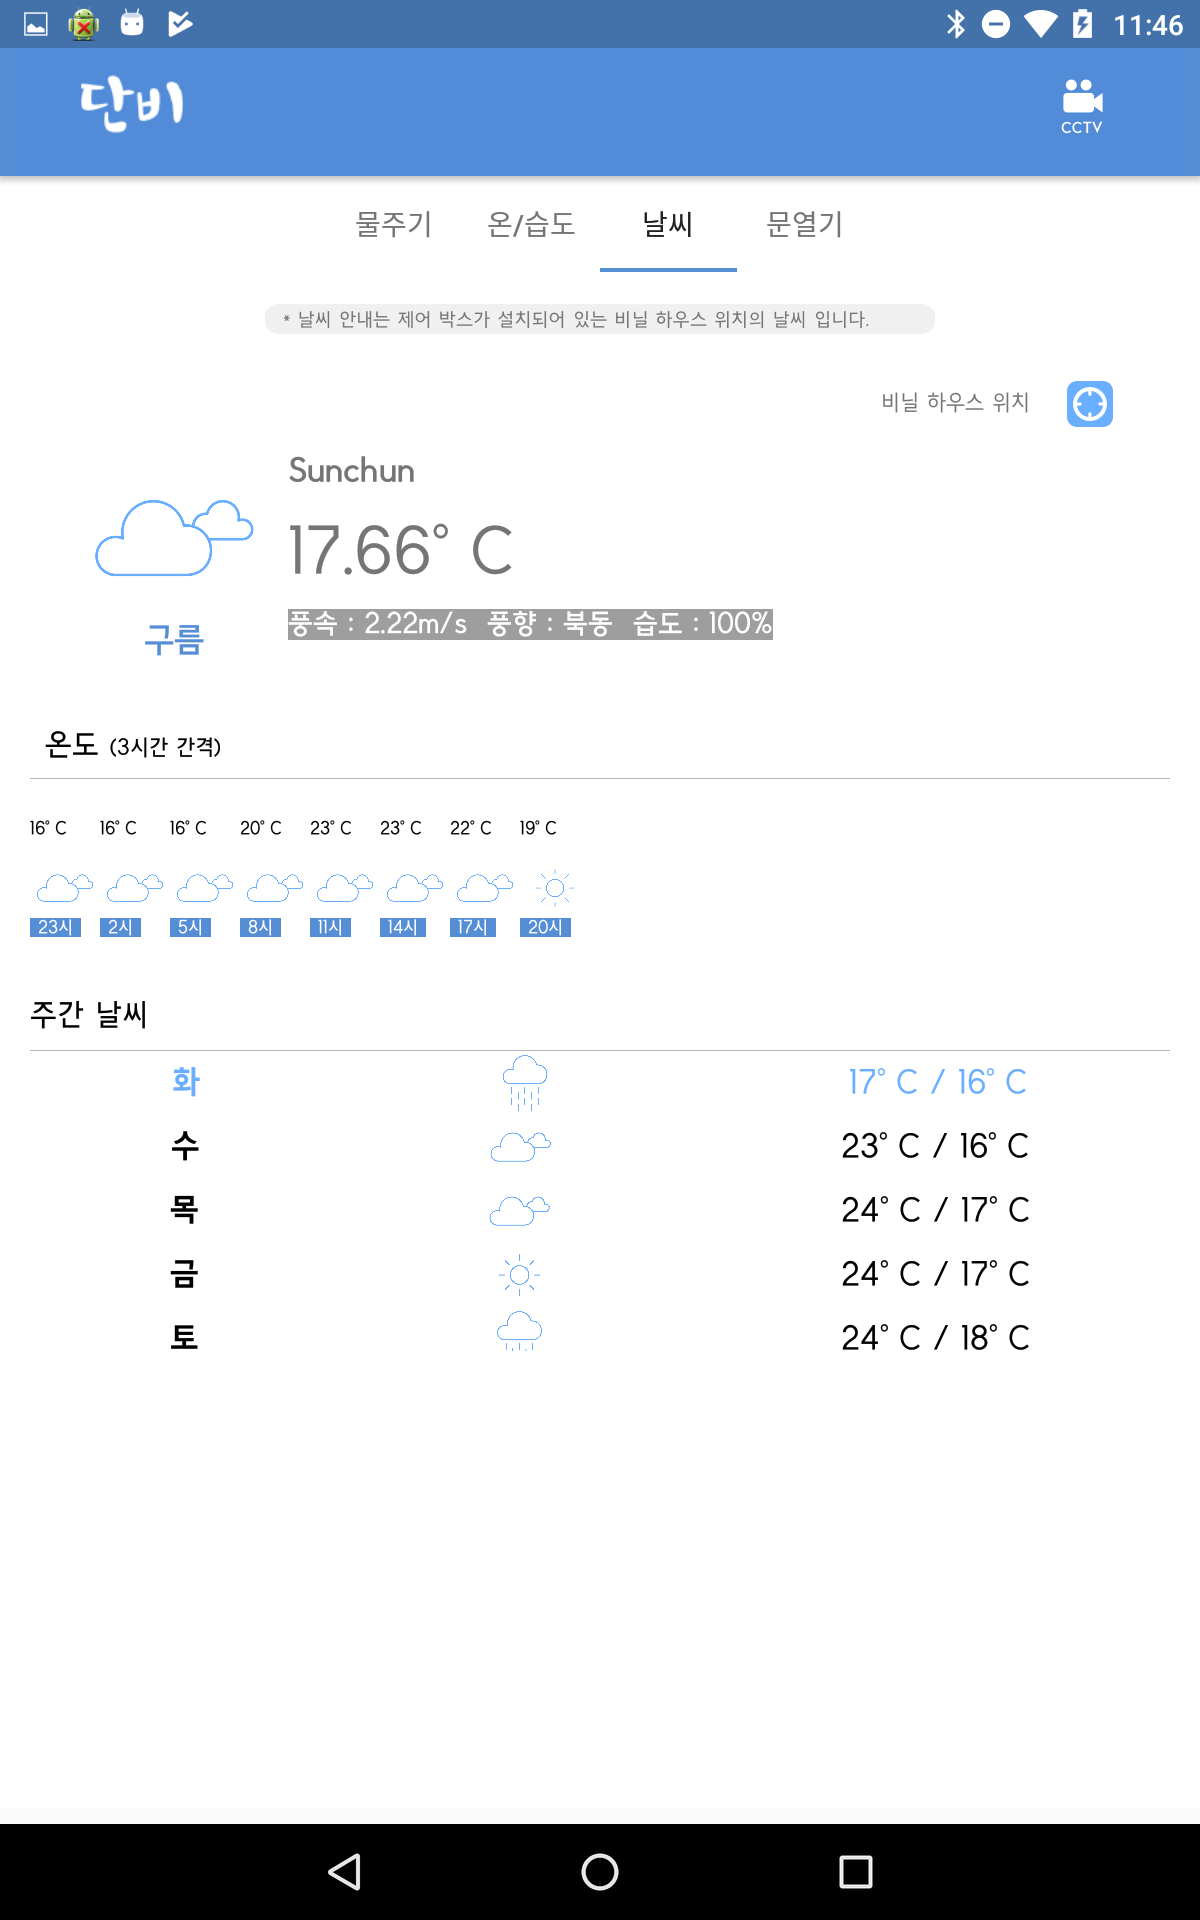 11:46
단비
CCTV
물주기 온/습도 날씨 문열기
* 날씨 안내는 제어 박스가 설치되어 있는 비닐 하우스 위치의 날씨 입니다.
비닐 하우스 위치
Sunchun
17.66° C
풍속 : 2.22m/s 풍향 : 북동 습도 : 100%
구름
온도 (3시간 간격)
16° C 16° C 16° C 20° C 23° C 23° C 22° C 19° C
23시 2시 5시 8시 11시 14시 17시 20시
주간 날씨
화 17° C / 16° C
수 23° C / 16° C
목 24° C / 17° C
금 24° C / 17° C
토 24° C / 18° C